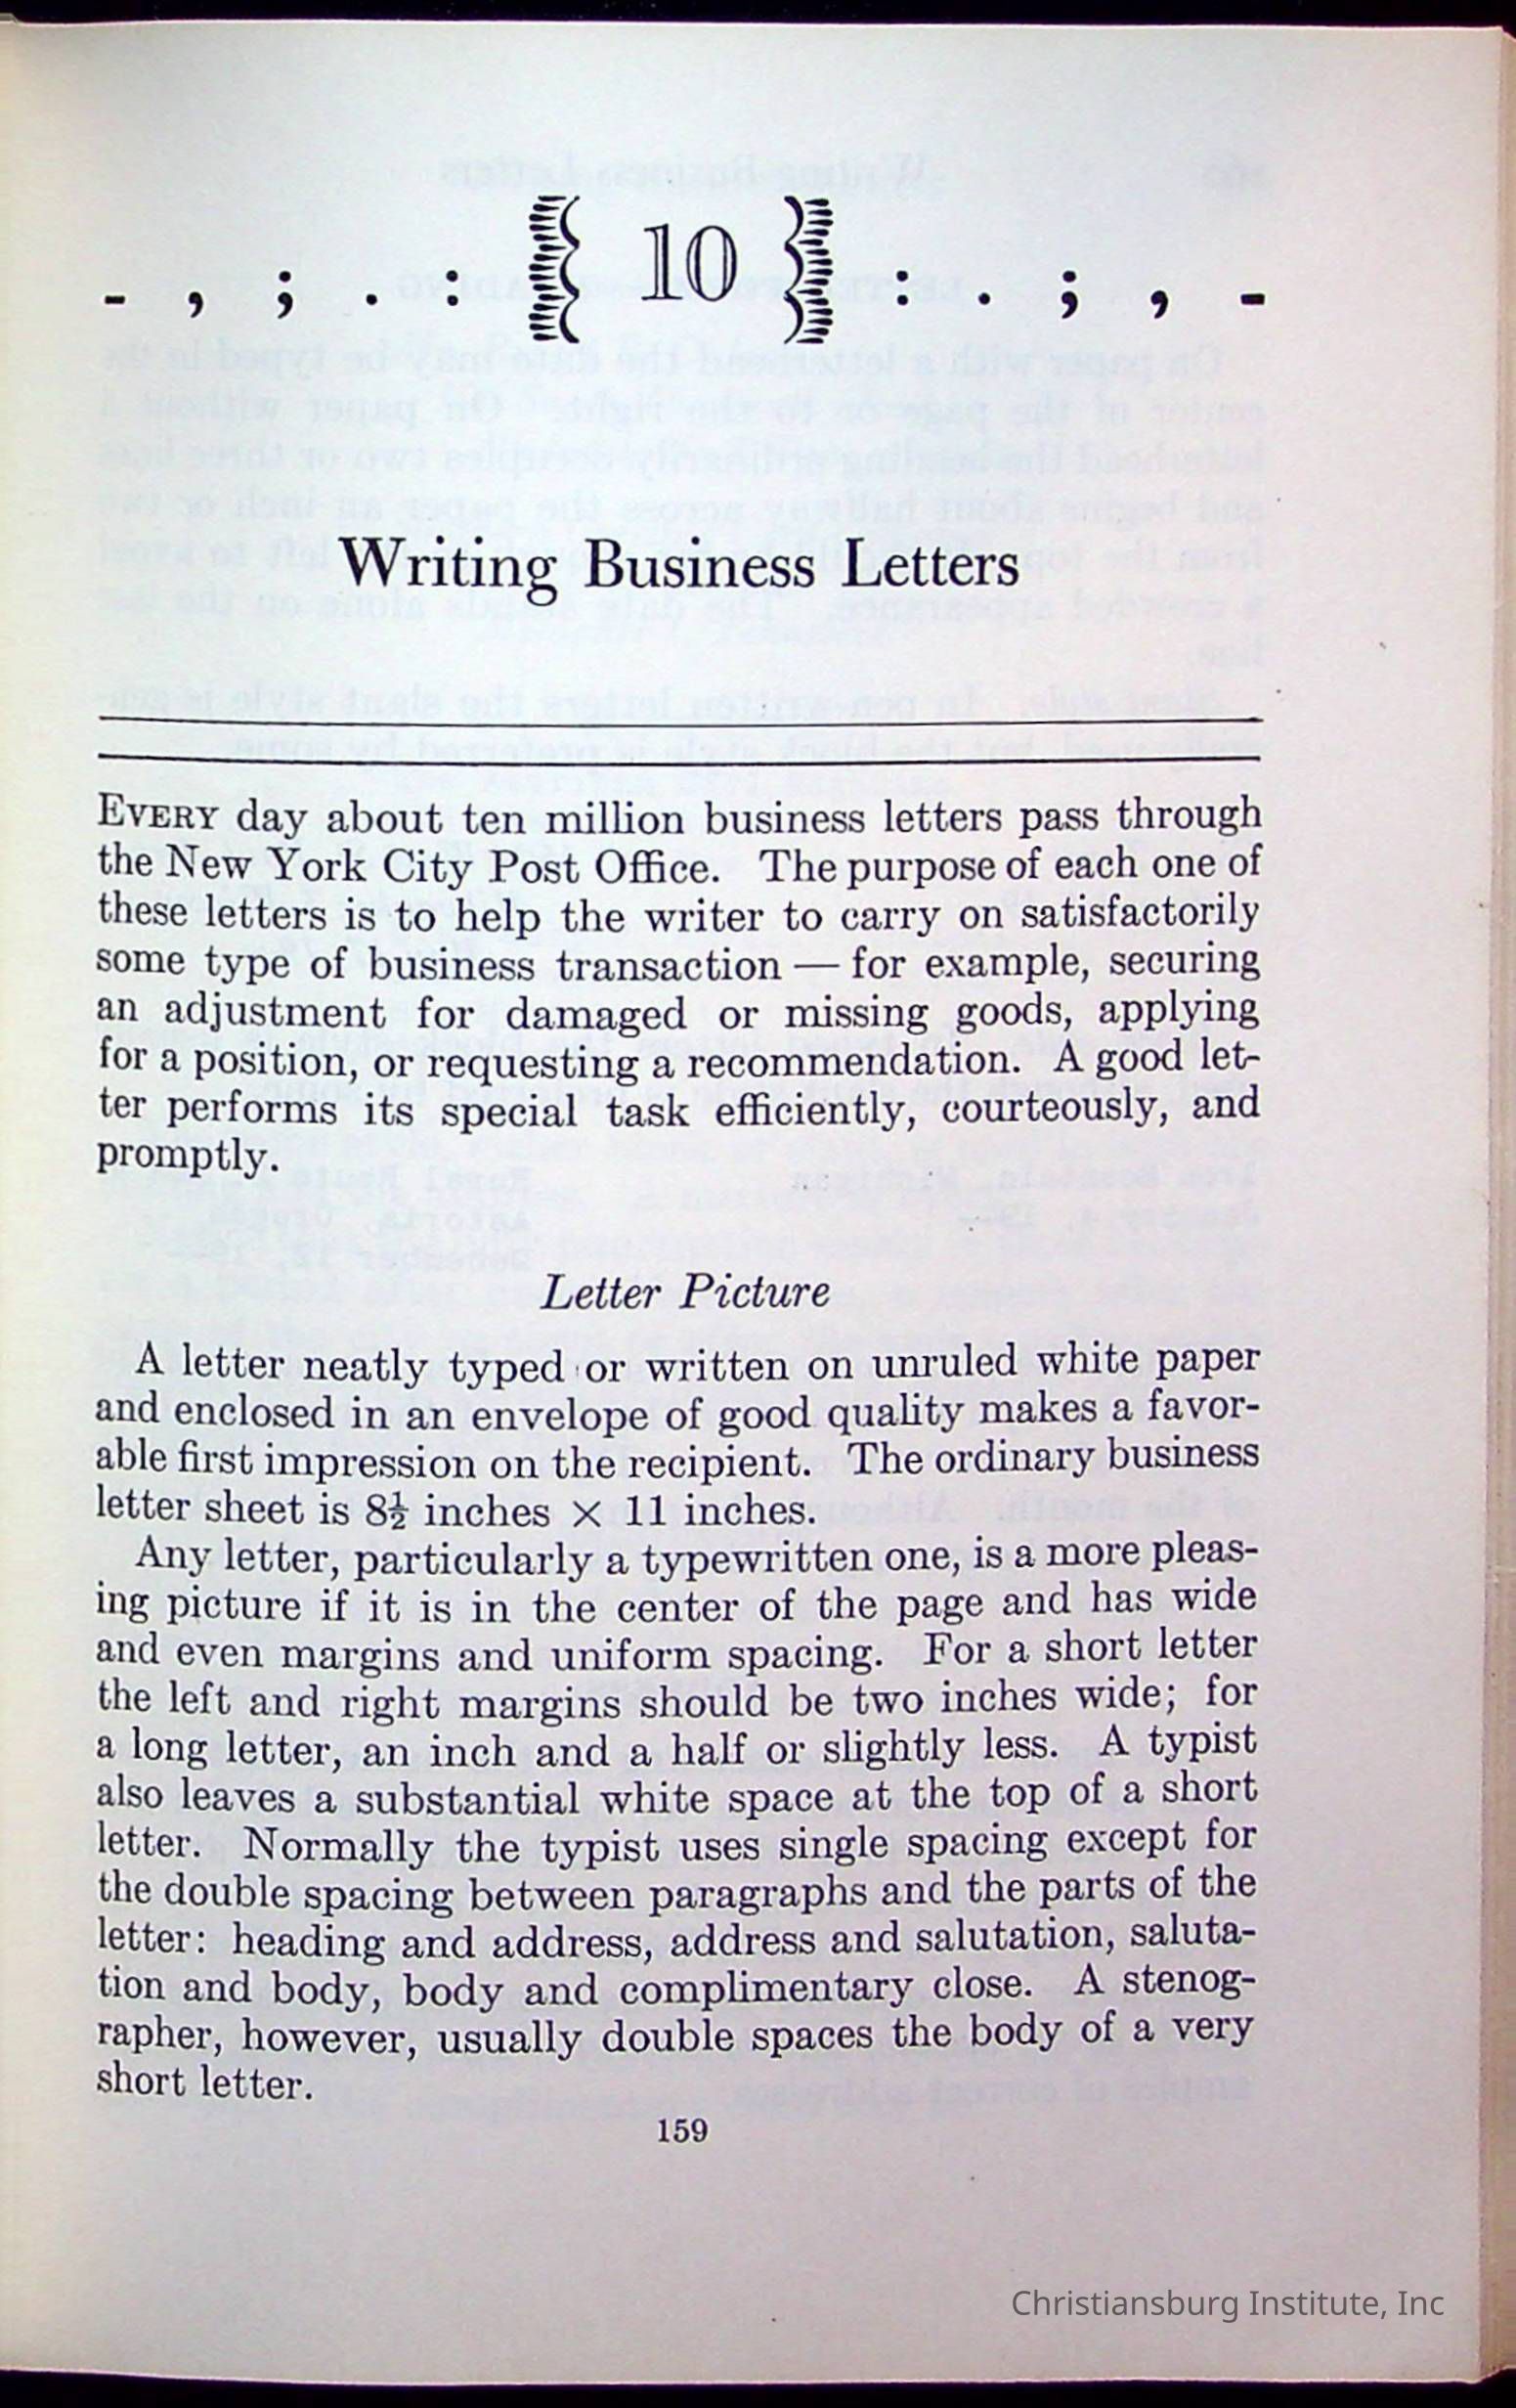 - , ; . : { 10 } : . ; , -
Writing Business Letters
EVERY day about ten million business letters pass through
the New York City Post Office. The purpose of each one of
these letters is to help the writer to carry on satisfactorily
some type of business transaction — for example, securing
an adjustment for damaged or missing goods, applying
for a position, or requesting a recommendation. A good let-
ter performs its special task efficiently, courteously, and
promptly.
Letter Picture
A letter neatly typed or written on unruled white paper
and enclosed in an envelope of good quality makes a favor-
able first impression on the recipient. The ordinary business
letter sheet is 8½ inches × 11 inches.
Any letter, particularly a typewritten one, is a more pleas-
ing picture if it is in the center of the page and has wide
and even margins and uniform spacing. For a short letter
the left and right margins should be two inches wide; for
a long letter, an inch and a half or slightly less. A typist
also leaves a substantial white space at the top of a short
letter. Normally the typist uses single spacing except for
the double spacing between paragraphs and the parts of the
letter: heading and address, address and salutation, saluta-
tion and body, body and complimentary close. A stenog-
rapher, however, usually double spaces the body of a very
short letter.
159
Christiansburg Institute, Inc